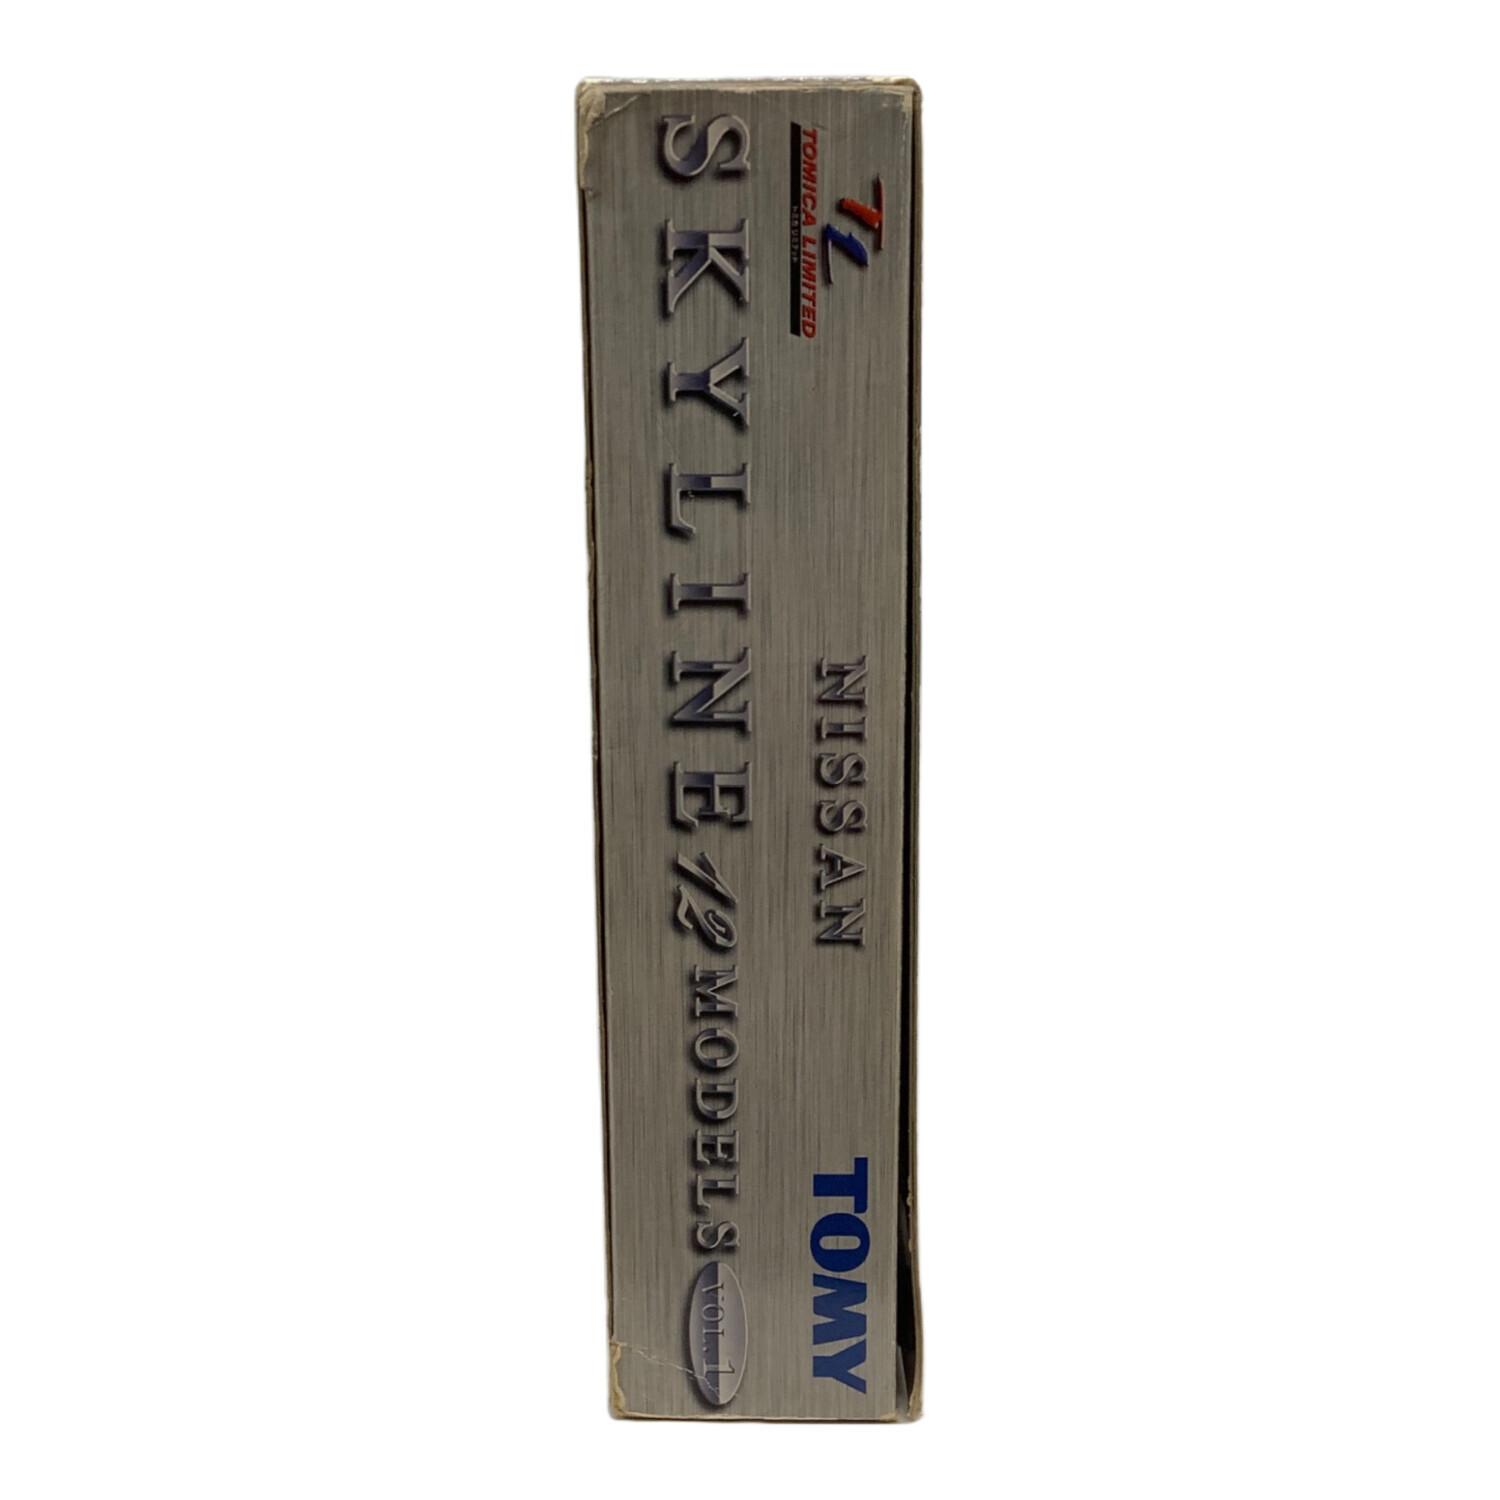 TL
TOMICA LIMITED
NISSAN
TOMY
SKYLINE 12 MODELS VOL.1